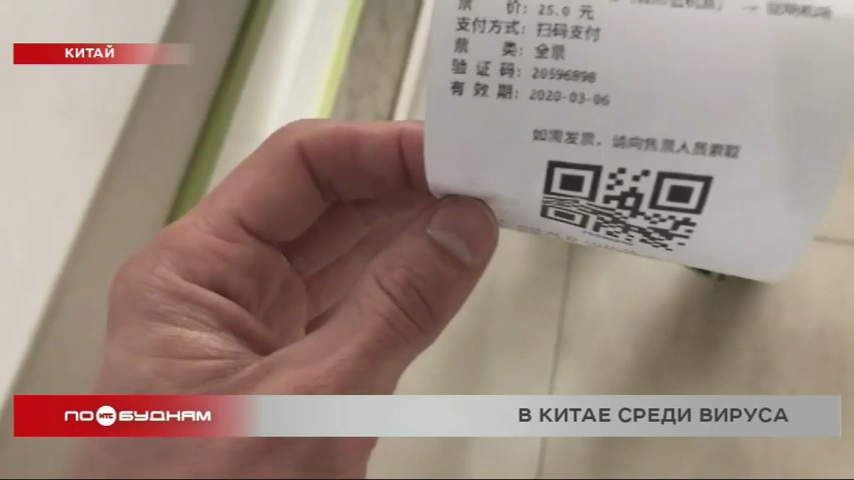 КИТАЙ
票 价: 25.0 元
支付方式: 扫码支付
票 类: 全票
验 证 码: 20596898
有 效 期: 2020-03-06
如需发票，请向售票人员索取
ПО НТС БУДНЯМ
В КИТАЕ СРЕДИ ВИРУСА